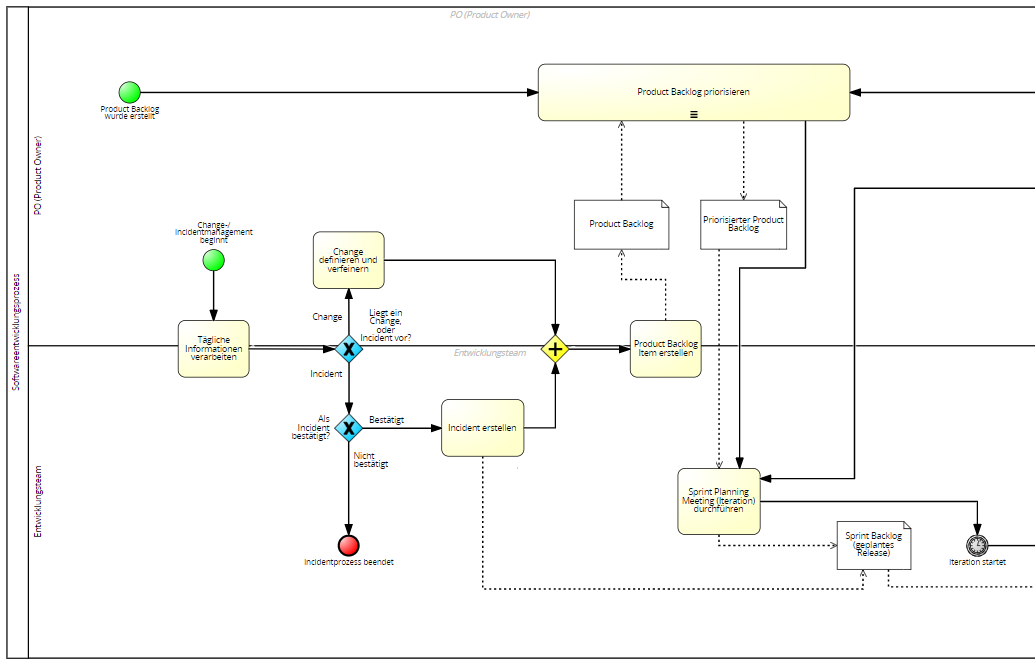 PO (Product Owner)
Product Backlog
wurde erstellt
Product Backlog priorisieren
PO (Product Owner)
Change-/
Incidentmanagement
beginnt
Product Backlog
Priorisierter Product
Backlog
Change
definieren und
verfeinern
Change
Liegt ein
Change,
oder
Incident vor?
Softwareentwicklungsprozess
Tägliche
Informationen
verarbeiten
Entwicklungsteam
Product Backlog
Item erstellen
Incident
Als
Incident
bestätigt?
Bestätigt
Incident erstellen
Nicht
bestätigt
Entwicklungsteam
Sprint Planning
Meeting (Iteration)
durchführen
Sprint Backlog
(geplantes
Release)
Incidentprozess beendet
Iteration startet